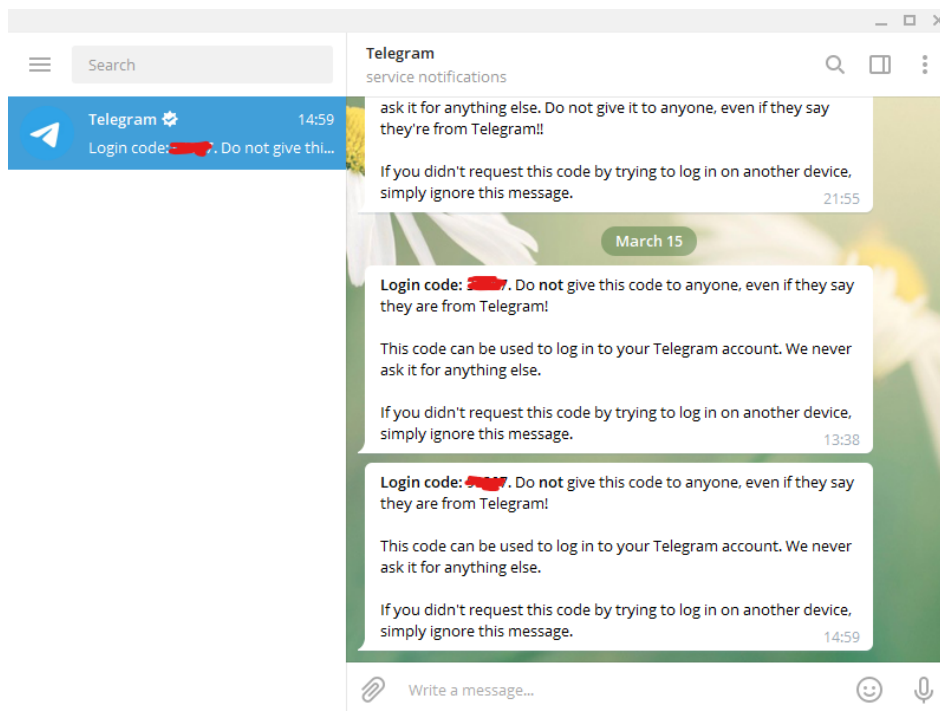 Search
Telegram
14:59
Login code: . Do not give thi...
Telegram
service notifications
ask it for anything else. Do not give it to anyone, even if they say
they're from Telegram!!
If you didn't request this code by trying to log in on another device,
simply ignore this message.
21:55
March 15
Login code: . Do not give this code to anyone, even if they say
they are from Telegram!
This code can be used to log in to your Telegram account. We never
ask it for anything else.
If you didn't request this code by trying to log in on another device,
simply ignore this message.
13:38
Login code: . Do not give this code to anyone, even if they say
they are from Telegram!
This code can be used to log in to your Telegram account. We never
ask it for anything else.
If you didn't request this code by trying to log in on another device,
simply ignore this message.
14:59
Write a message...